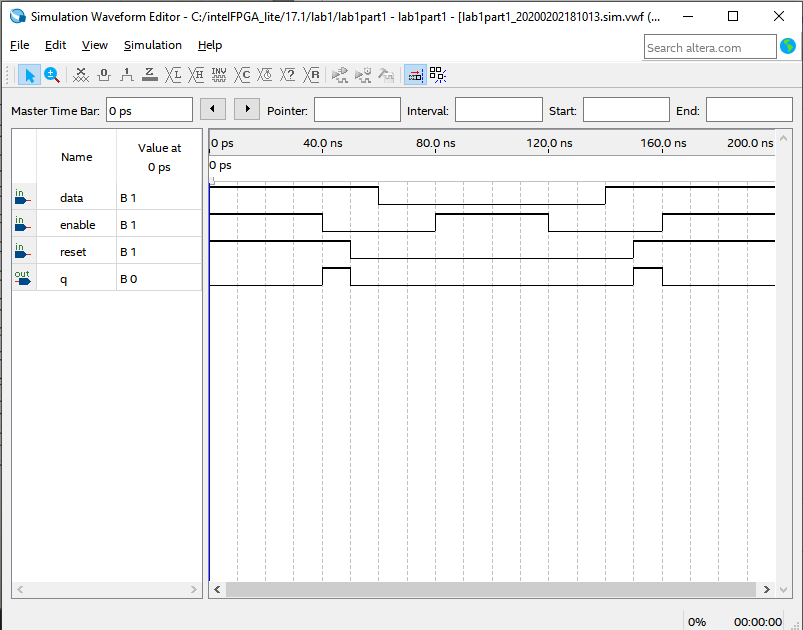 Simulation Waveform Editor - C:/intelFPGA_lite/17.1/lab1/lab1part1 - lab1part1 - [lab1part1_20200202181013.sim.vwf (...
File Edit View Simulation Help
Search altera.com
Master Time Bar: 0 ps Pointer: Interval: Start: End:
Name Value at 0 ps
0 ps 40.0 ns 80.0 ns 120.0 ns 160.0 ns 200.0 ns
0 ps
in data B 1
in enable B 1
in reset B 1
out q B 0
0% 00:00:00